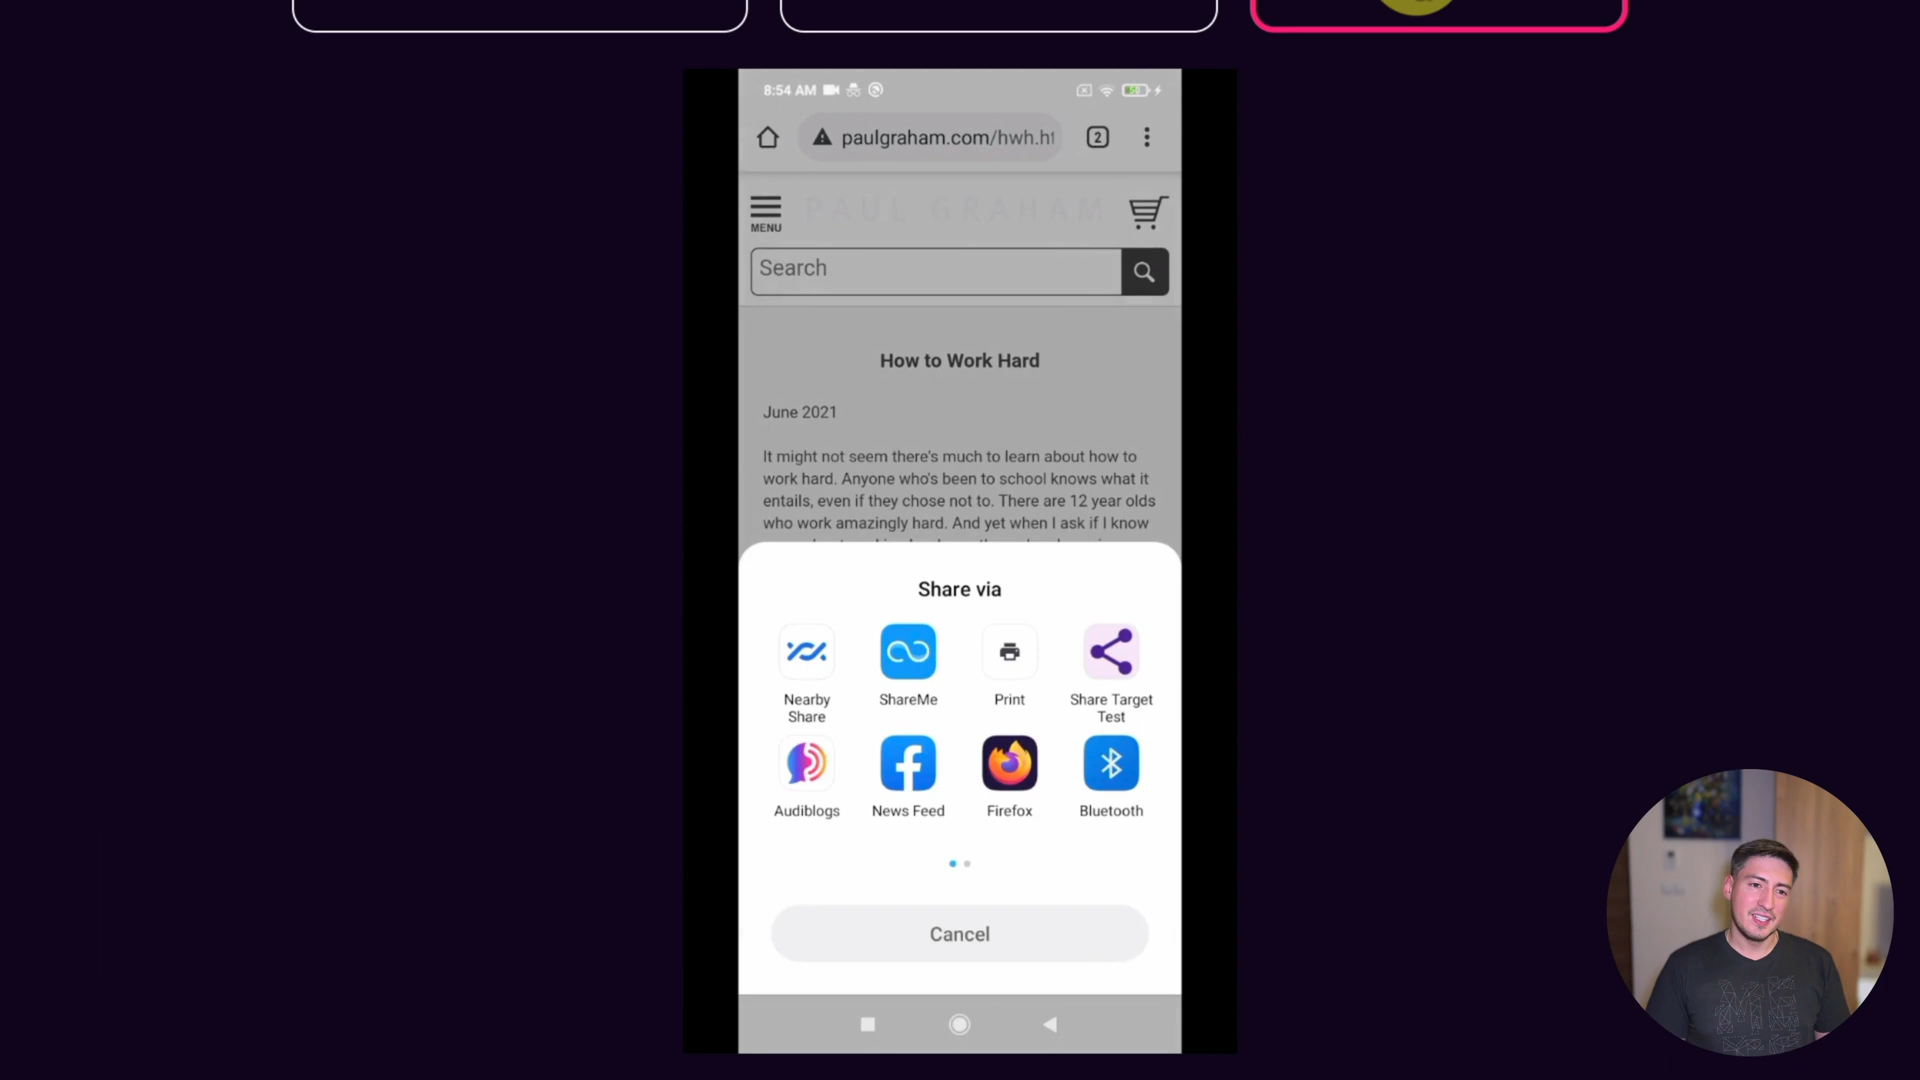 8:54 AM
50
paulgraham.com/hwh.ht
2
MENU
PAUL GRAHAM
Search
How to Work Hard
June 2021
It might not seem there's much to learn about how to
work hard. Anyone who's been to school knows what it
entails, even if they chose not to. There are 12 year olds
who work amazingly hard. And yet when I ask if I know
Share via
Nearby
Share
ShareMe
Print
Share Target
Test
Audiblogs
News Feed
Firefox
Bluetooth
Cancel